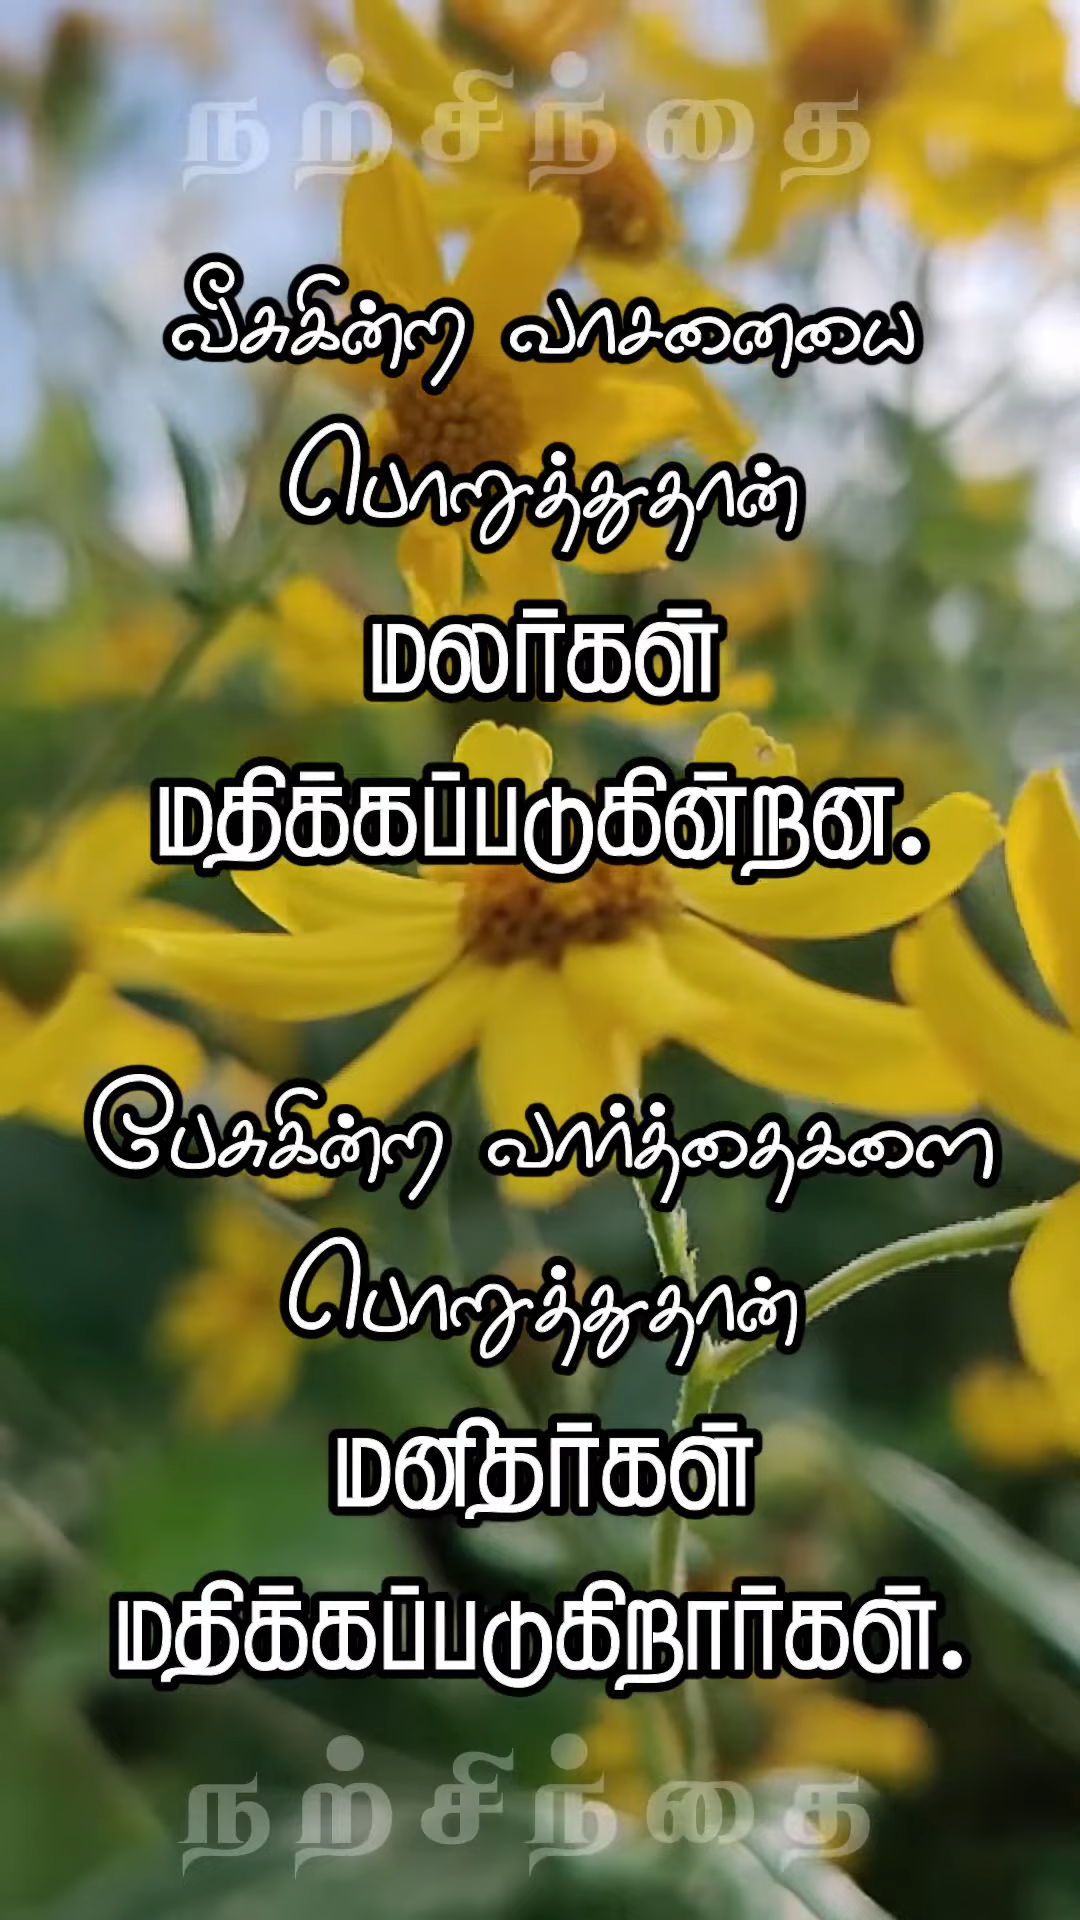 நற்சிந்தை
வீசுகின்ற வாசனையை
பொறுத்துதான்
மலர்கள்
மதிக்கப்படுகின்றன.
பேசுகின்ற வார்த்தைகளை
பொறுத்துதான்
மனிதர்கள்
மதிக்கப்படுகிறார்கள்.
நற்சிந்தை